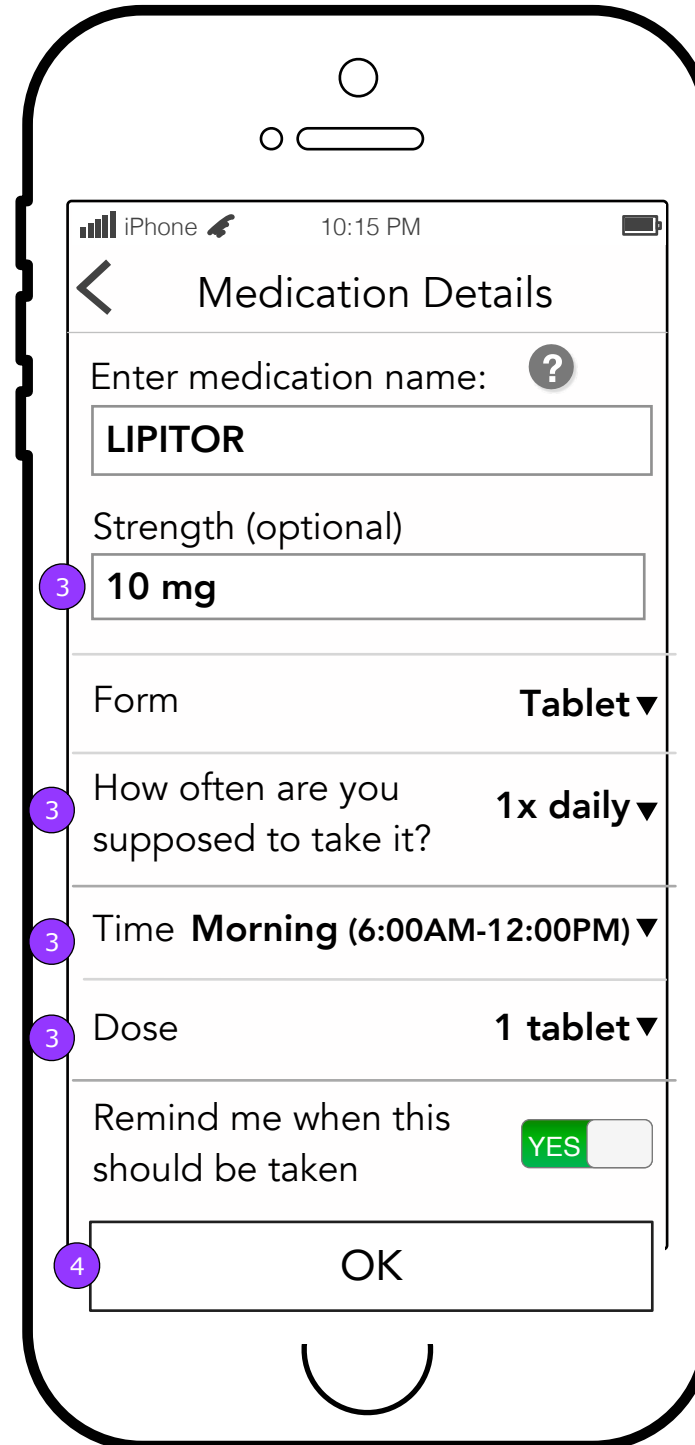 iPhone 10:15 PM
Medication Details
Enter medication name: ?
LIPITOR
Strength (optional)
3 10 mg
Form Tablet▼
How often are you
3 1x daily▼
supposed to take it?
3 Time Morning (6:00AM-12:00PM)▼
3 Dose 1 tablet▼
Remind me when this
YES
should be taken
4 OK